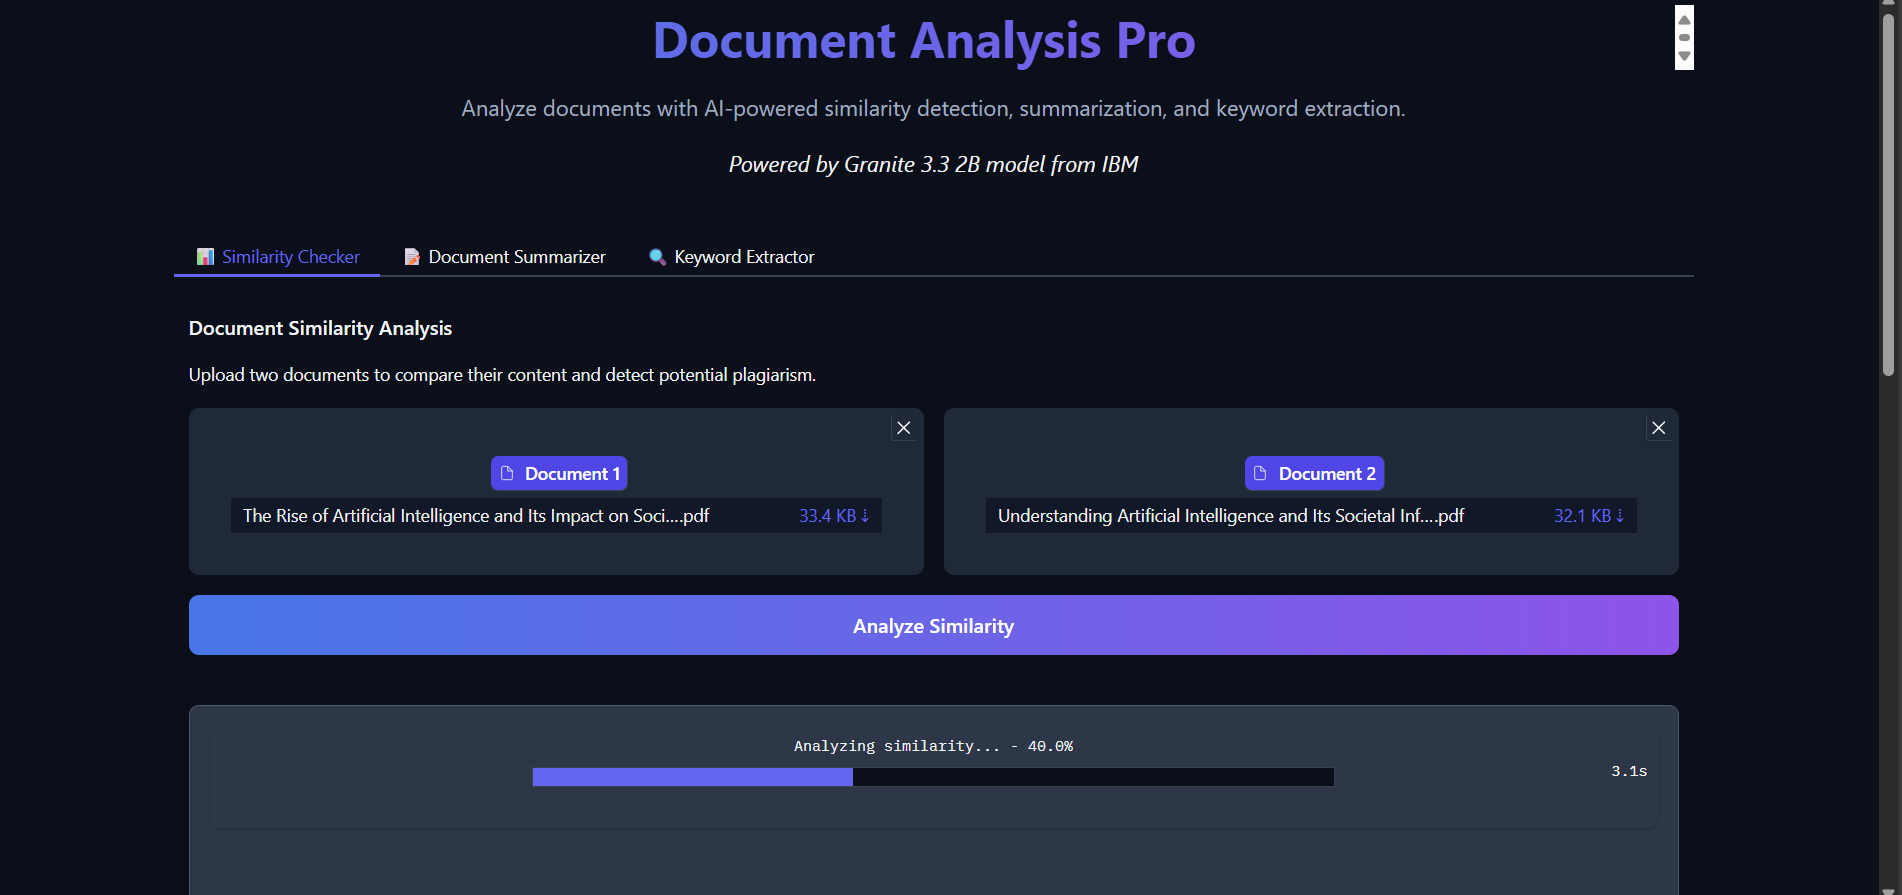 Document Analysis Pro
Analyze documents with AI-powered similarity detection, summarization, and keyword extraction.
Powered by Granite 3.3 2B model from IBM
Similarity Checker
Document Summarizer
Keyword Extractor
Document Similarity Analysis
Upload two documents to compare their content and detect potential plagiarism.
Document 1
The Rise of Artificial Intelligence and Its Impact on Soci....pdf 33.4 KB ⇣
Document 2
Understanding Artificial Intelligence and Its Societal Inf....pdf 32.1 KB ⇣
Analyze Similarity
Analyzing similarity... - 40.0%
3.1s